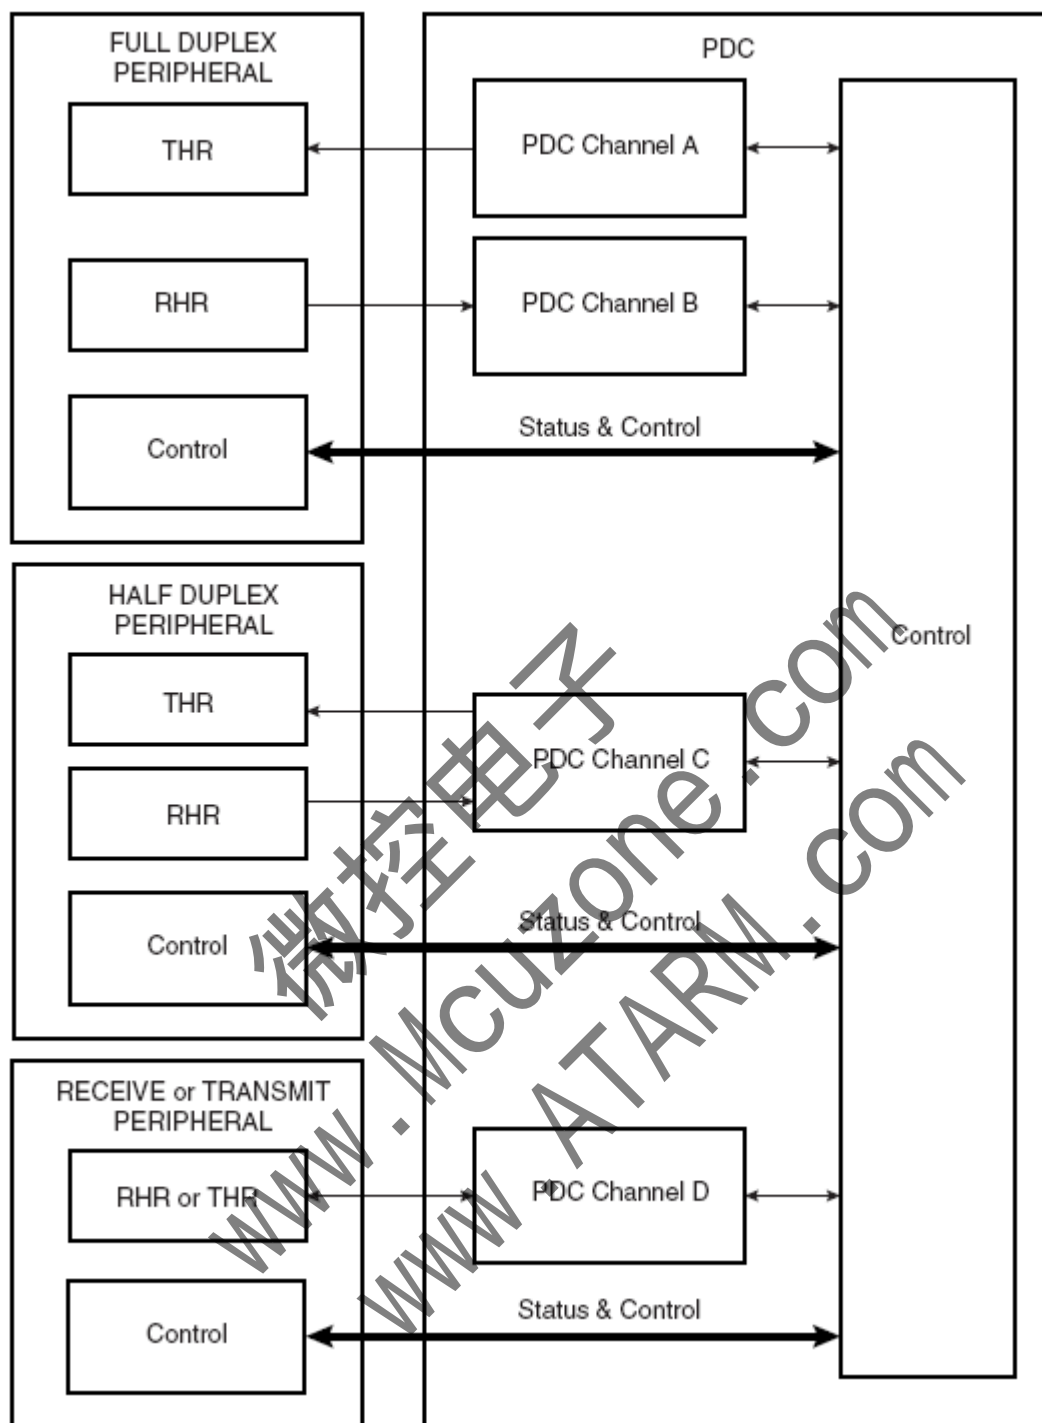 FULL DUPLEX
PERIPHERAL
PDC
THR
PDC Channel A
RHR
PDC Channel B
Control
Status & Control
HALF DUPLEX
PERIPHERAL
Control
THR
PDC Channel C
RHR
Control
Status & Control
RECEIVE or TRANSMIT
PERIPHERAL
RHR or THR
PDC Channel D
Control
Status & Control
微控电子
www.Mcuzone.com
www.ATARM.com